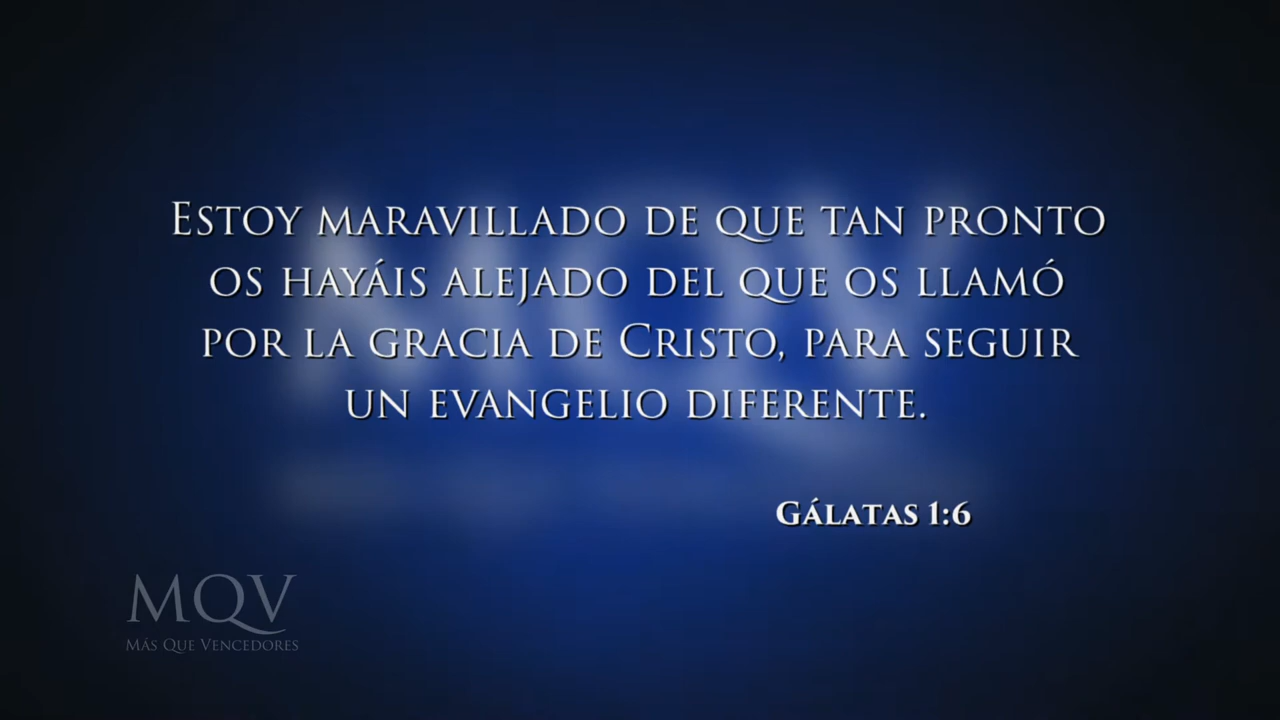 Estoy maravillado de que tan pronto
os hayáis alejado del que os llamó
por la gracia de Cristo, para seguir
un evangelio diferente.
Gálatas 1:6
MQV
Más Que Vencedores